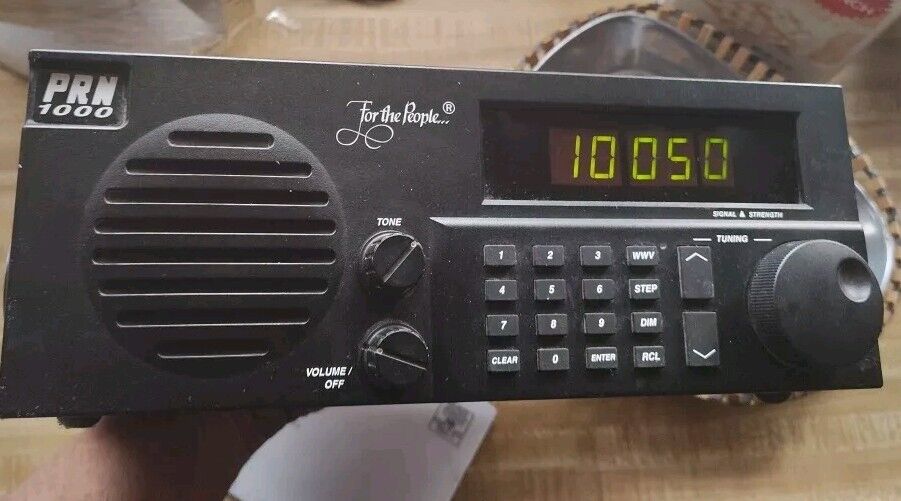 PRN
1000
For the People...®
10050
SIGNAL & STRENGTH
TUNING
TONE
VOLUME /
OFF
1 2 3 WWV
4 5 6 STEP
7 8 9 DIM
CLEAR 0 ENTER RCL